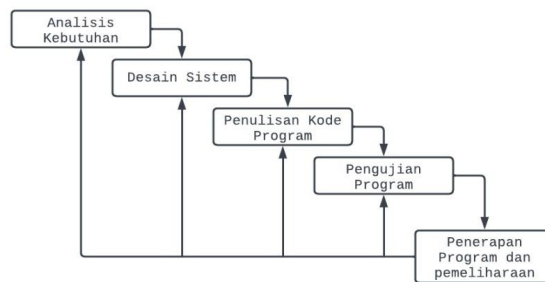 Analisis
Kebutuhan
Desain Sistem
Penulisan Kode
Program
Pengujian
Program
Penerapan
Program dan
pemeliharaan